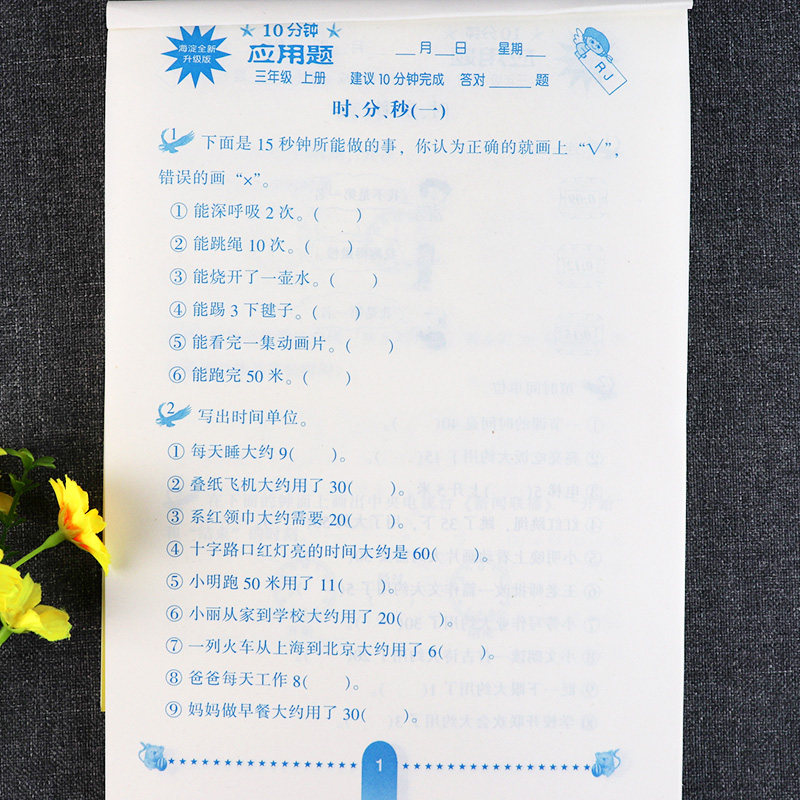 海淀全新
升级版
10分钟
应用题
三年级 上册
___月___日 星期___
建议10分钟完成 答对______题
RJ
时、分、秒(一)
1 下面是15秒钟所能做的事，你认为正确的就画上“√”，
错误的画“×”。
① 能深呼吸2次。( )
② 能跳绳10次。( )
③ 能烧开了一壶水。( )
④ 能踢3下毽子。( )
⑤ 能看完一集动画片。( )
⑥ 能跑完50米。( )
2 写出时间单位。
① 每天睡大约9( )。
② 叠纸飞机大约用了30( )。
③ 系红领巾大约需要20( )。
④ 十字路口红灯亮的时间大约是60( )。
⑤ 小明跑50米用了11( )。
⑥ 小丽从家到学校大约用了20( )。
⑦ 一列火车从上海到北京大约用了6( )。
⑧ 爸爸每天工作8( )。
⑨ 妈妈做早餐大约用了30( )。
1